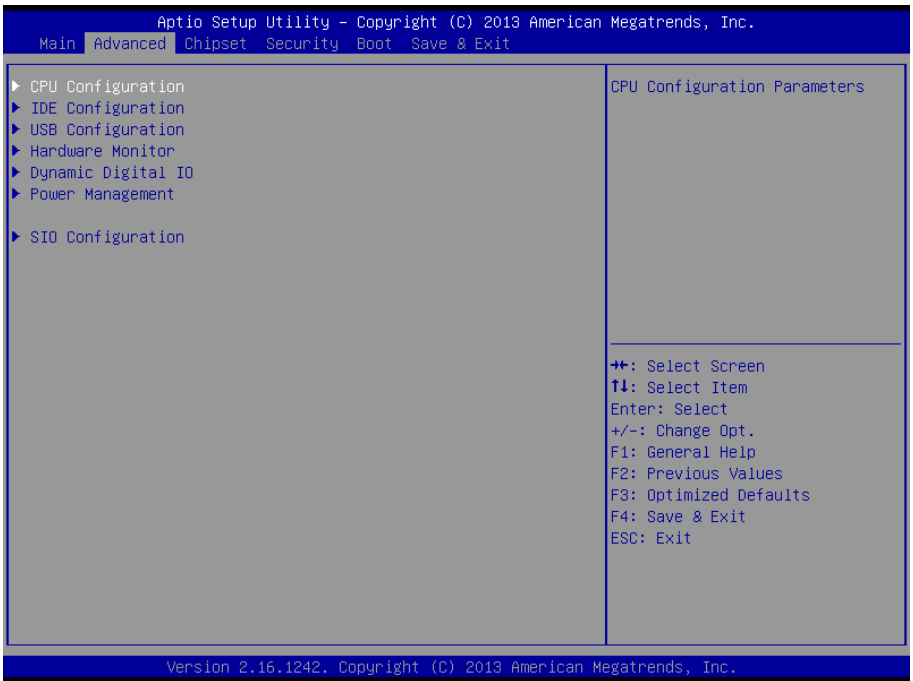 Aptio Setup Utility – Copyright (C) 2013 American Megatrends, Inc.
Main Advanced Chipset Security Boot Save & Exit
▶ CPU Configuration
▶ IDE Configuration
▶ USB Configuration
▶ Hardware Monitor
▶ Dynamic Digital IO
▶ Power Management
▶ SIO Configuration
CPU Configuration Parameters
→←: Select Screen
↑↓: Select Item
Enter: Select
+/-: Change Opt.
F1: General Help
F2: Previous Values
F3: Optimized Defaults
F4: Save & Exit
ESC: Exit
Version 2.16.1242. Copyright (C) 2013 American Megatrends, Inc.